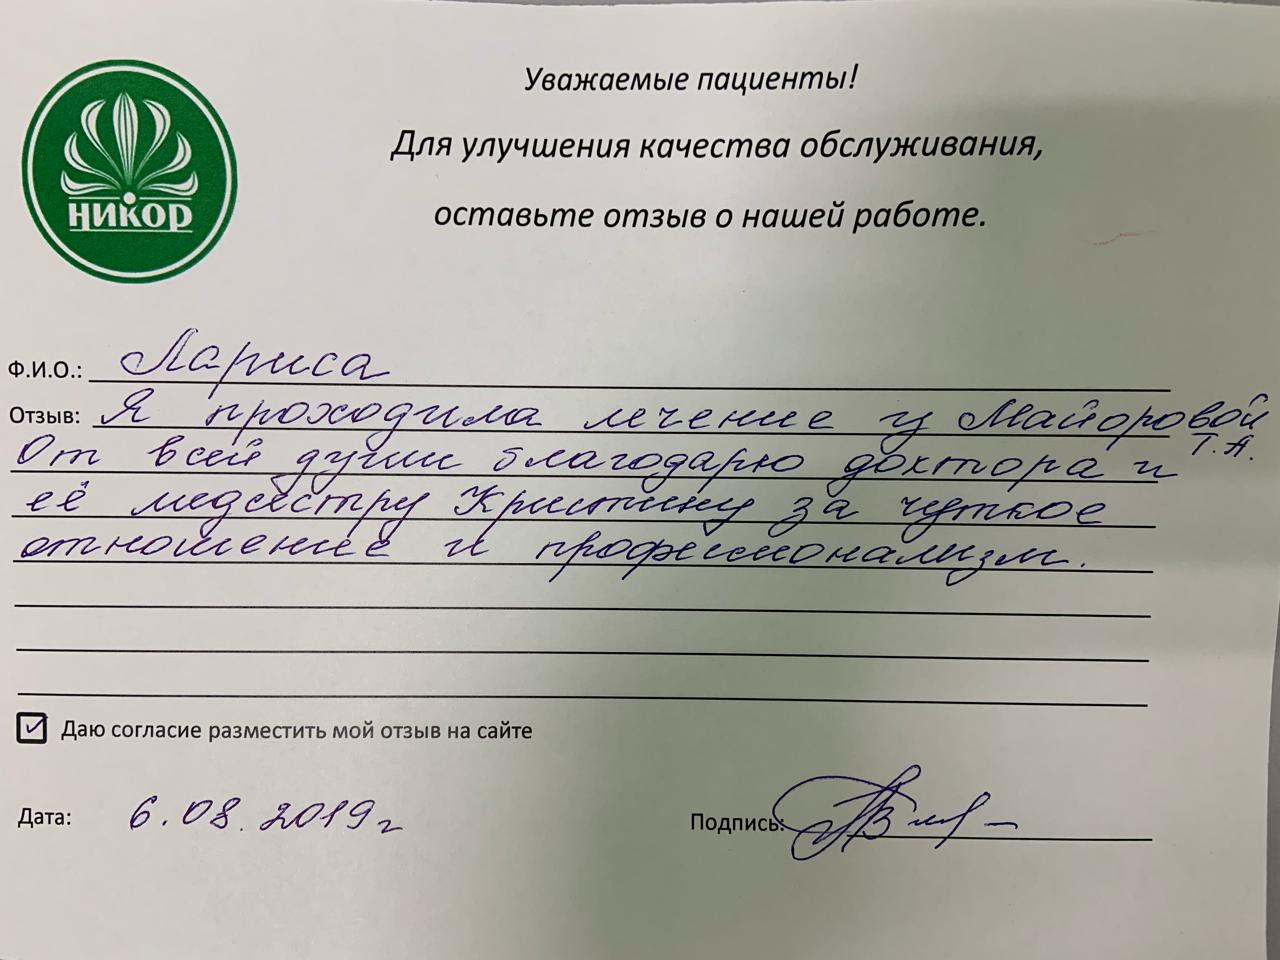 НИКОР
Уважаемые пациенты!
Для улучшения качества обслуживания,
оставьте отзыв о нашей работе.
Ф.И.О.: Лариса
Отзыв: Я проходила лечение у Майоровой Т.А.
От всей души благодарю доктора и
её медсестру Кристину за чуткое
отношение и профессионализм.
Даю согласие разместить мой отзыв на сайте
Дата: 6.08.2019г
Подпись: